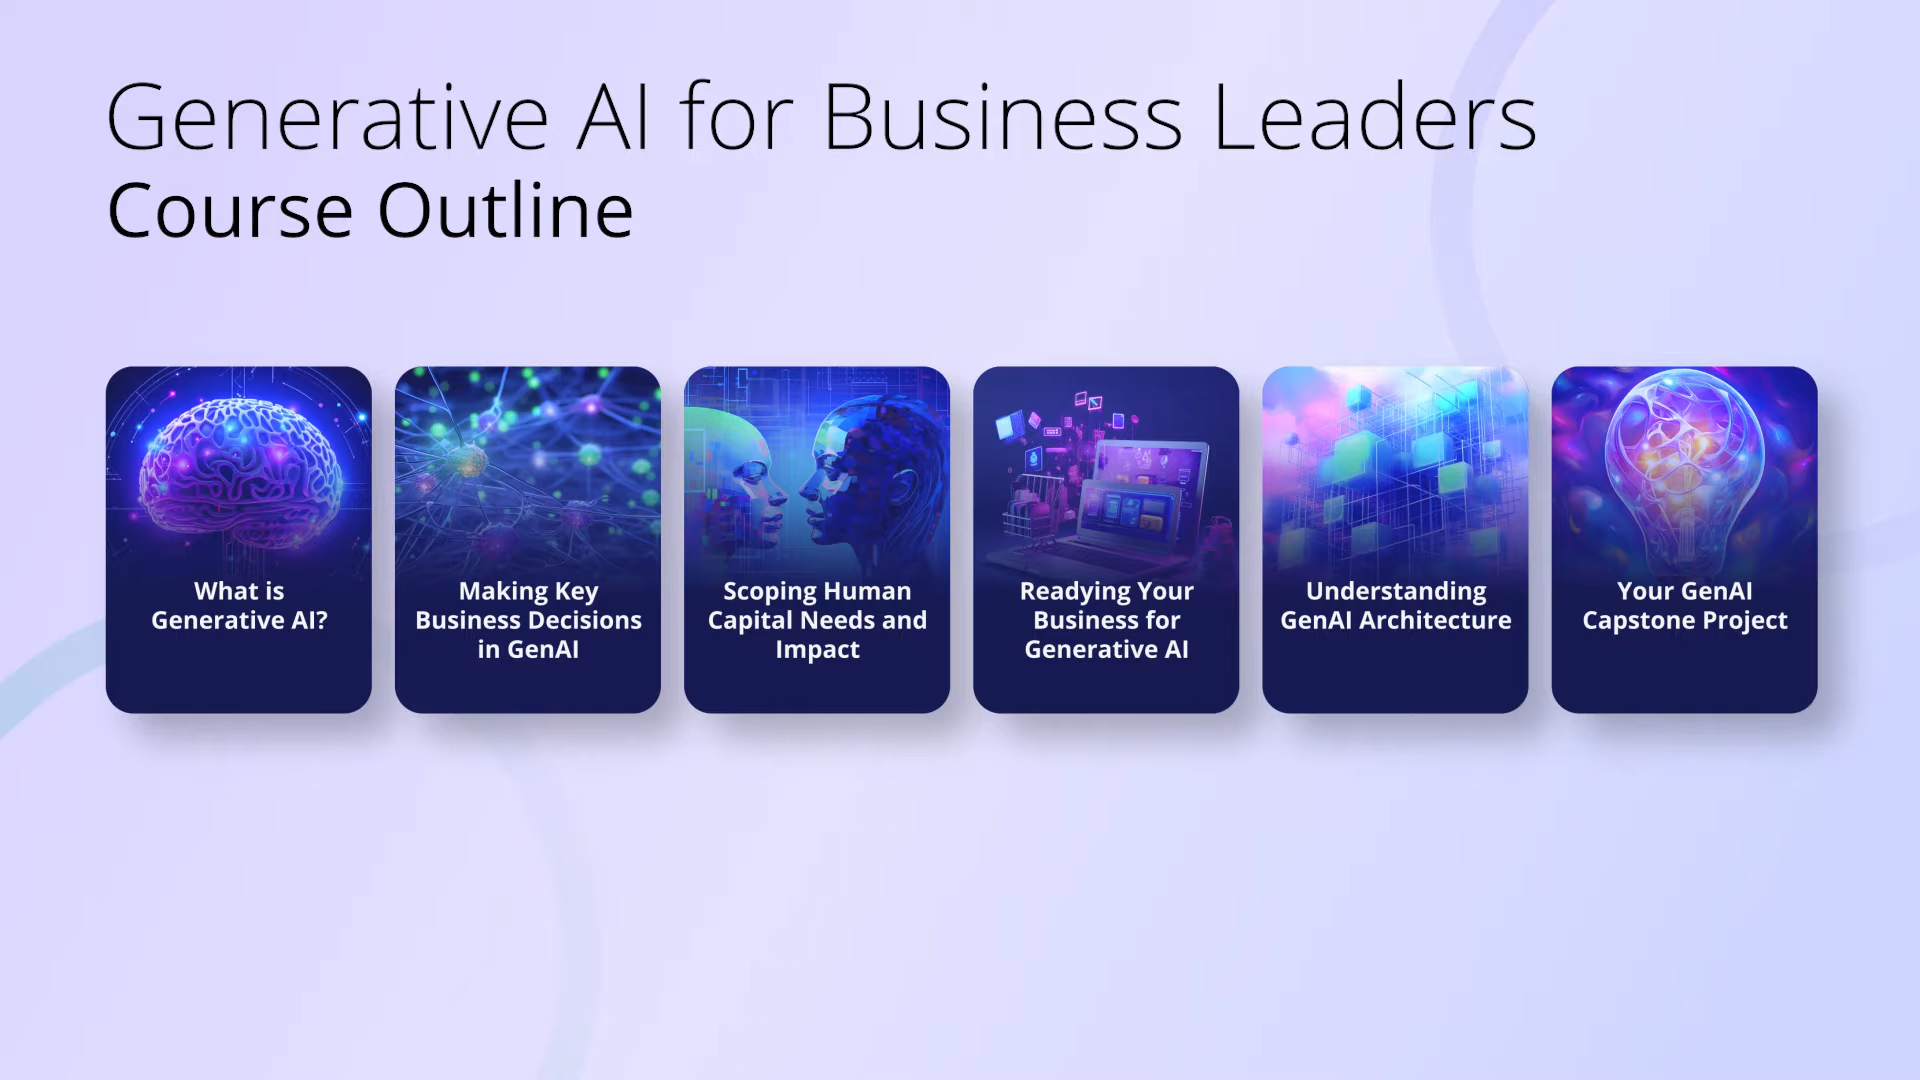 Generative AI for Business Leaders
Course Outline
What is
Generative AI?
Making Key
Business Decisions
in GenAI
Scoping Human
Capital Needs and
Impact
Readying Your
Business for
Generative AI
Understanding
GenAI Architecture
Your GenAI
Capstone Project